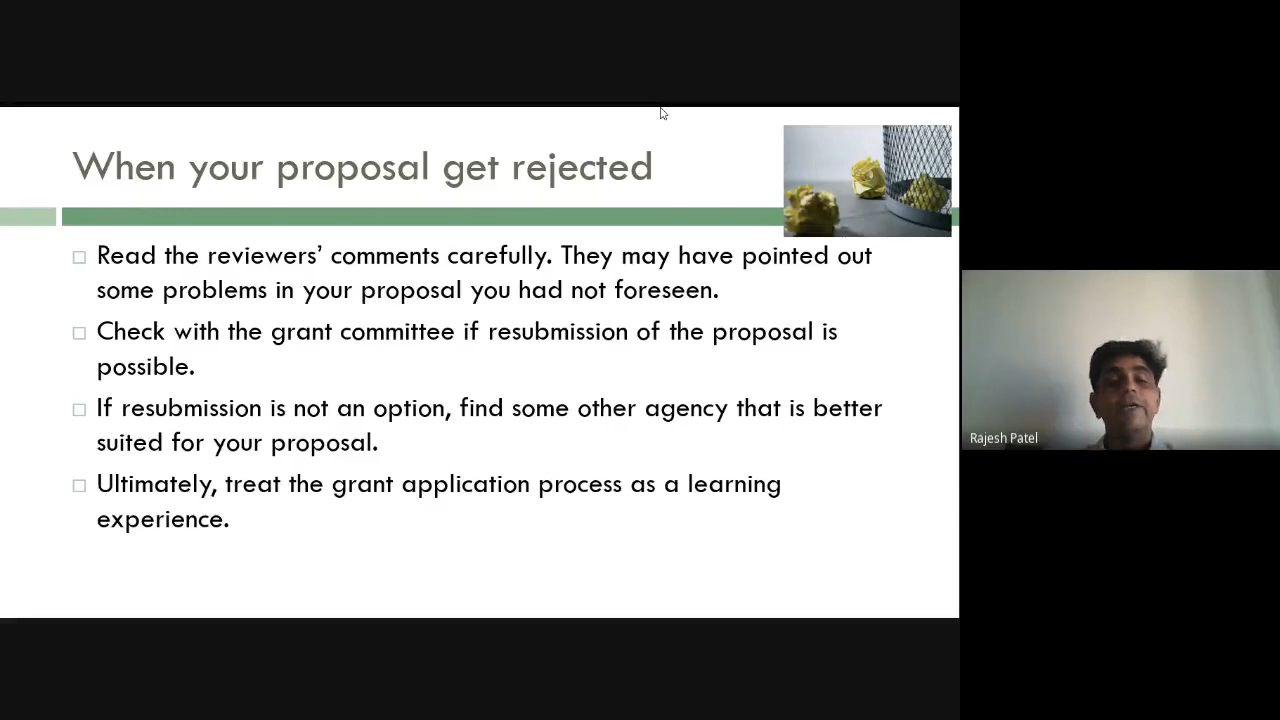 When your proposal get rejected
Read the reviewers’ comments carefully. They may have pointed out
some problems in your proposal you had not foreseen.
Check with the grant committee if resubmission of the proposal is
possible.
If resubmission is not an option, find some other agency that is better
suited for your proposal.
Ultimately, treat the grant application process as a learning
experience.
Rajesh Patel